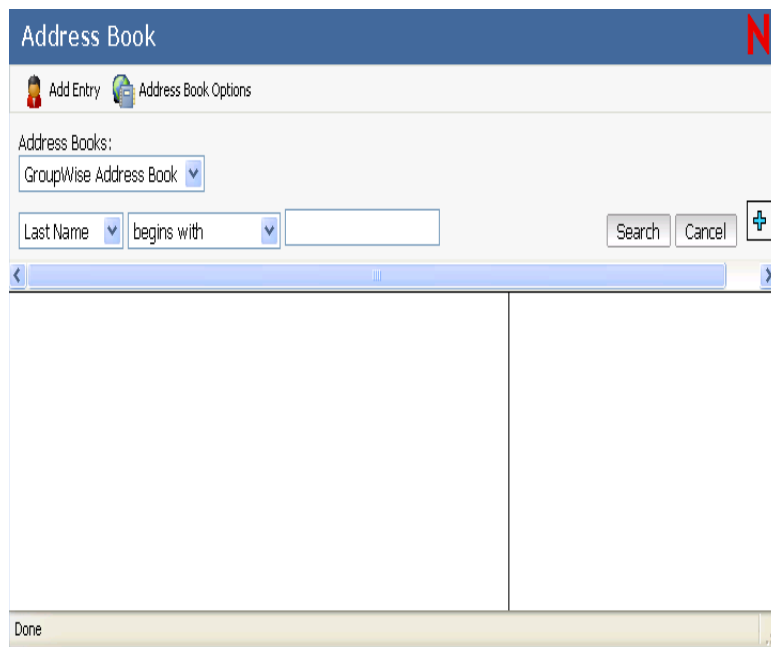 Address Book
N
Add Entry Address Book Options
Address Books:
GroupWise Address Book
Last Name begins with Search Cancel
Done